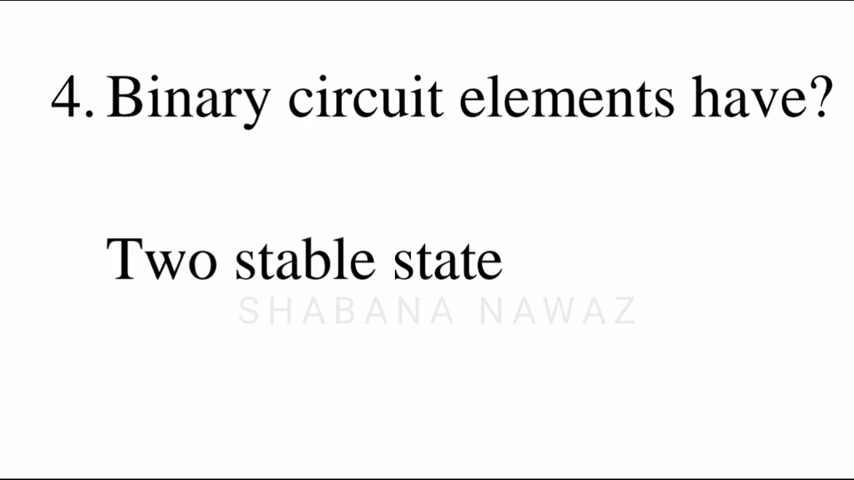 4. Binary circuit elements have?
Two stable state
SHABANA NAWAZ